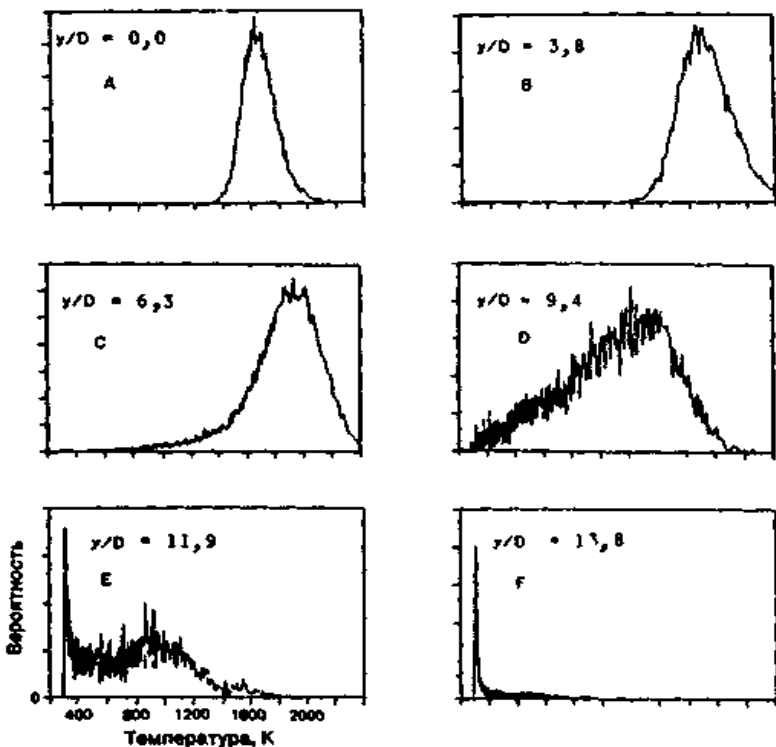 y/D = 0,0
A
y/D = 3,8
B
y/D = 6,3
C
y/D = 9,4
D
y/D = 11,9
E
y/D = 13,8
F
Вероятность
0
400 800 1200 1600 2000
Температура, К